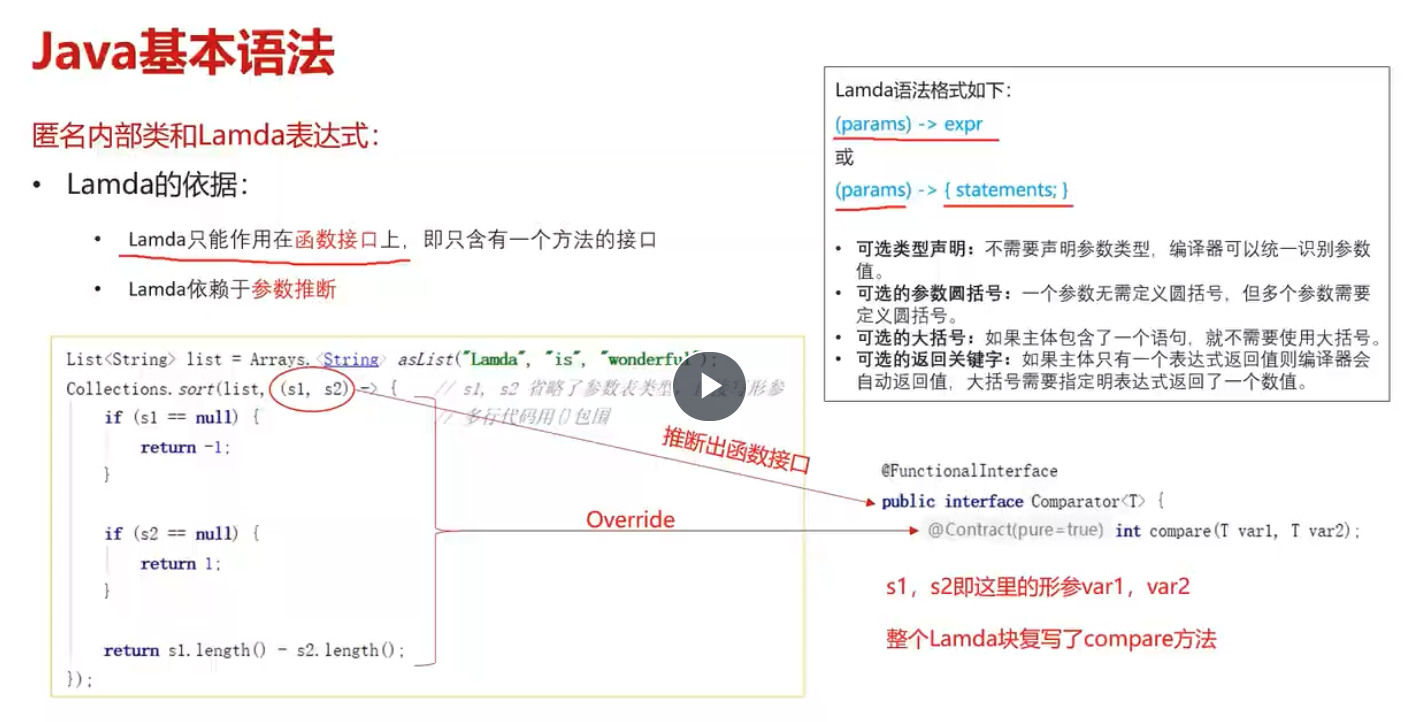 Java基本语法
匿名内部类和Lamda表达式：
• Lamda的依据：
• Lamda只能作用在函数接口上，即只含有一个方法的接口
• Lamda依赖于参数推断
List<String> list = Arrays.<String> asList("Lamda", "is", "wonderful");
Collections.sort(list, (s1, s2) => { // s1, s2 省略了参数表类型，写形参
if (s1 == null) { // 多行代码用{}包围
return -1;
}
if (s2 == null) {
return 1;
}
return s1.length() - s2.length();
});
Lamda语法格式如下：
(params) -> expr
或
(params) -> { statements; }
• 可选类型声明：不需要声明参数类型，编译器可以统一识别参数
值。
• 可选的参数圆括号：一个参数无需定义圆括号，但多个参数需要
定义圆括号。
• 可选的大括号：如果主体包含了一个语句，就不需要使用大括号。
• 可选的返回关键字：如果主体只有一个表达式返回值则编译器会
自动返回值，大括号需要指定明表达式返回了一个数值。
推断出函数接口
Override
@FunctionalInterface
public interface Comparator<T> {
@Contract(pure=true) int compare(T var1, T var2);
s1，s2即这里的形参var1，var2
整个Lamda块复写了compare方法